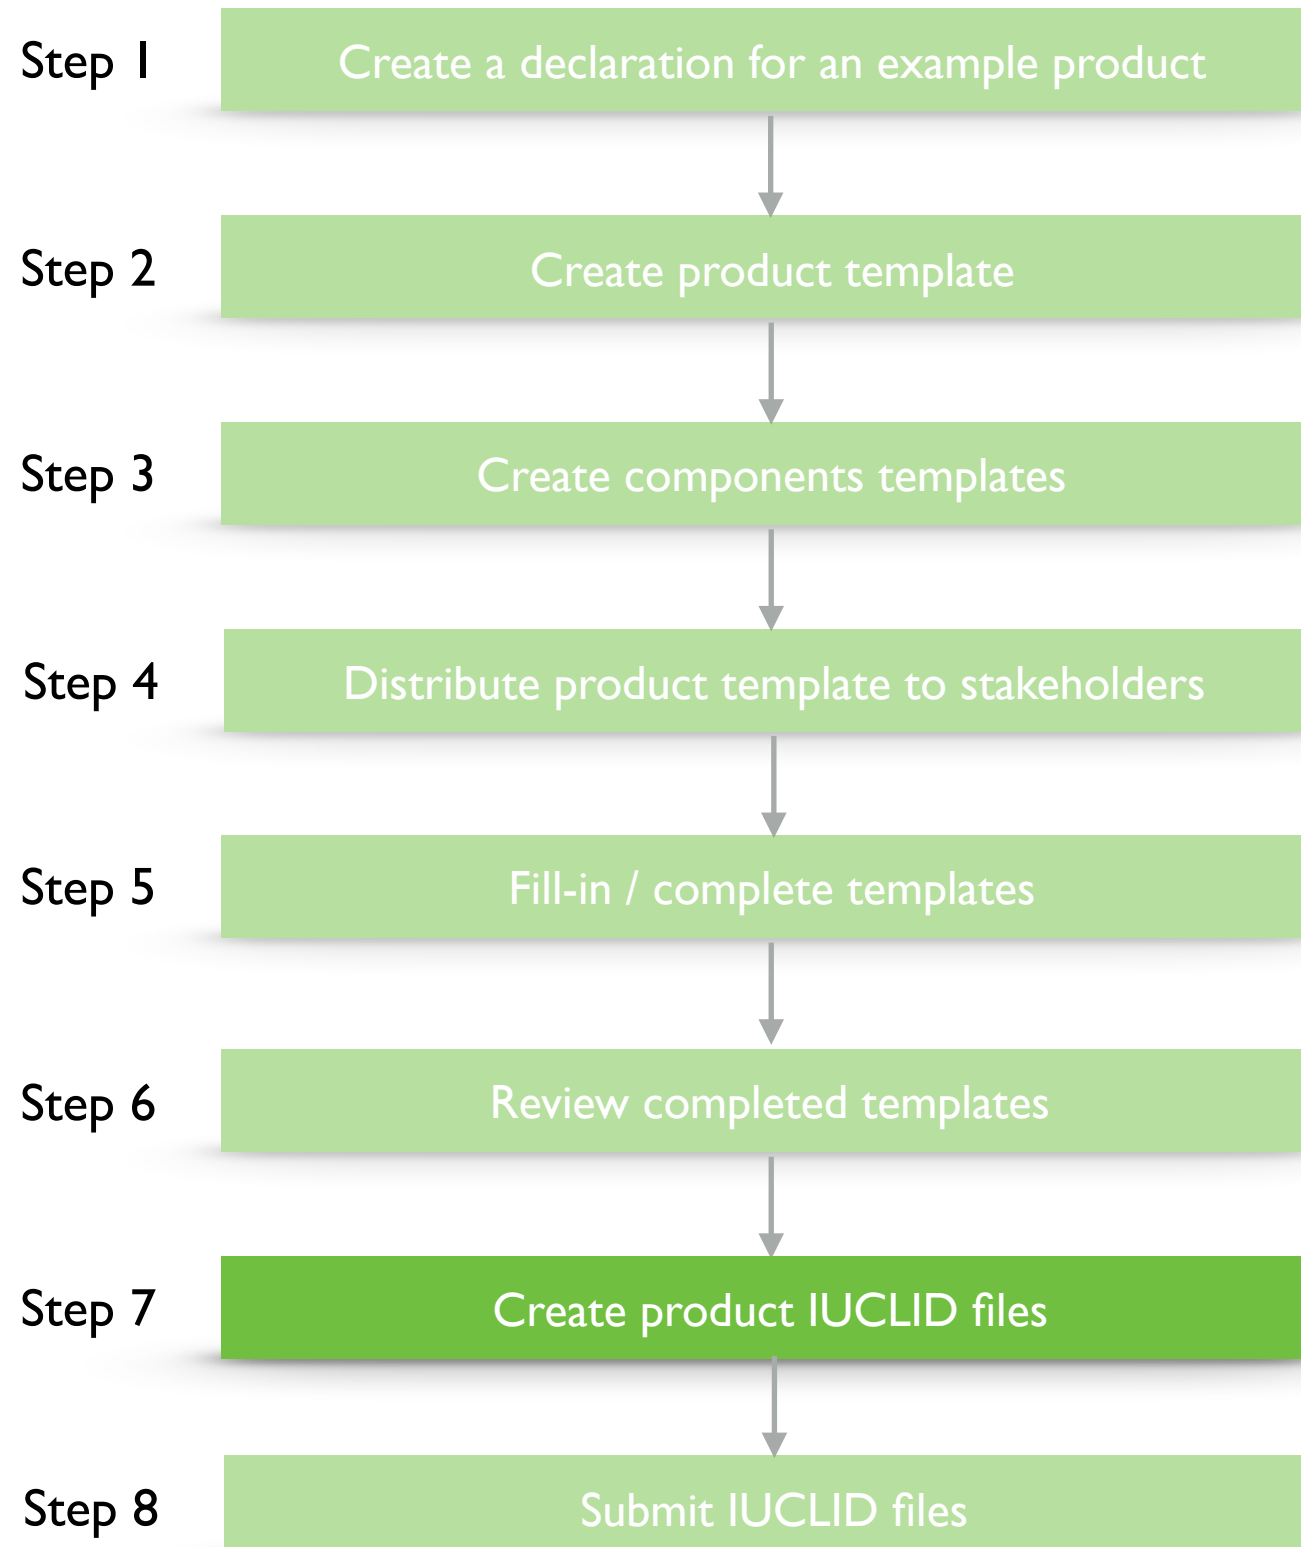 Step 1
Create a declaration for an example product
Step 2
Create product template
Step 3
Create components templates
Step 4
Distribute product template to stakeholders
Step 5
Fill-in / complete templates
Step 6
Review completed templates
Step 7
Create product IUCLID files
Step 8
Submit IUCLID files